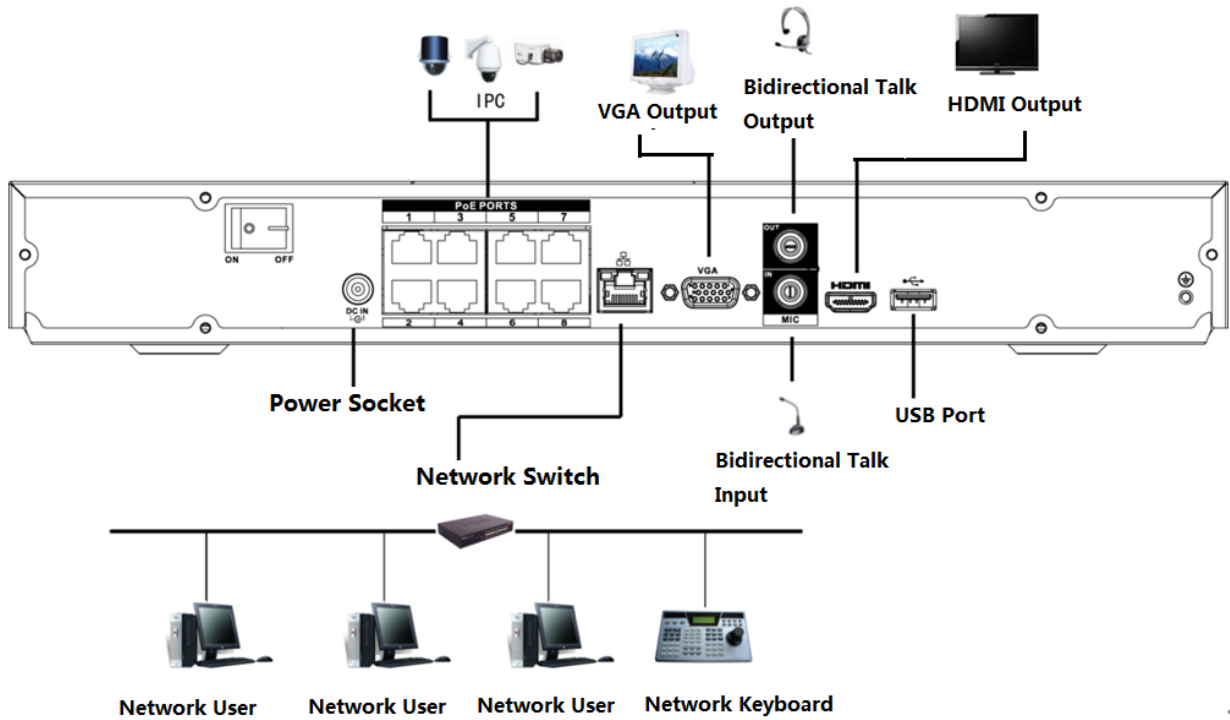 IPC
VGA Output
Bidirectional Talk
Output
HDMI Output
PoE PORTS
1 3 5 7
ON OFF
DC IN
2 4 6 8
VGA
OUT
IN
MIC
HDMI
Power Socket
Network Switch
Bidirectional Talk
Input
USB Port
Network User
Network User
Network User
Network Keyboard